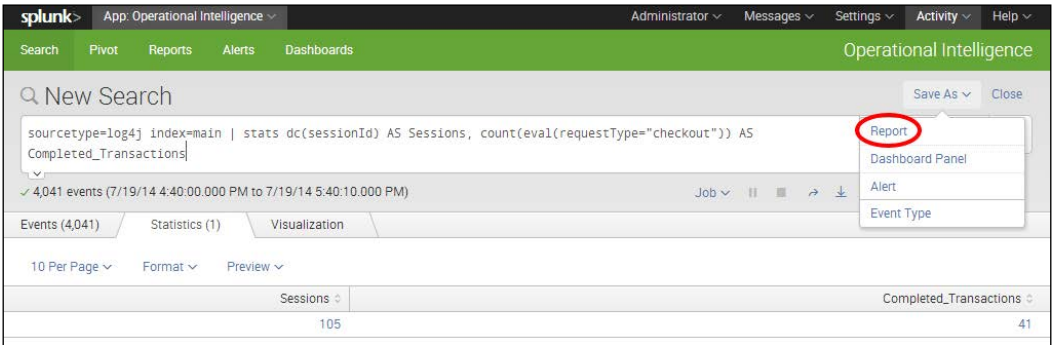 splunk> App: Operational Intelligence Administrator Messages Settings Activity Help
Search Pivot Reports Alerts Dashboards Operational Intelligence
New Search Save As Close
sourcetype=log4j index=main | stats dc(sessionId) AS Sessions, count(eval(requestType="checkout")) AS
Completed_Transactions
Report
Dashboard Panel
Alert
Event Type
4,041 events (7/19/14 4:40:00.000 PM to 7/19/14 5:40:10.000 PM) Job
Events (4,041) Statistics (1) Visualization
10 Per Page Format Preview
Sessions Completed_Transactions
105 41